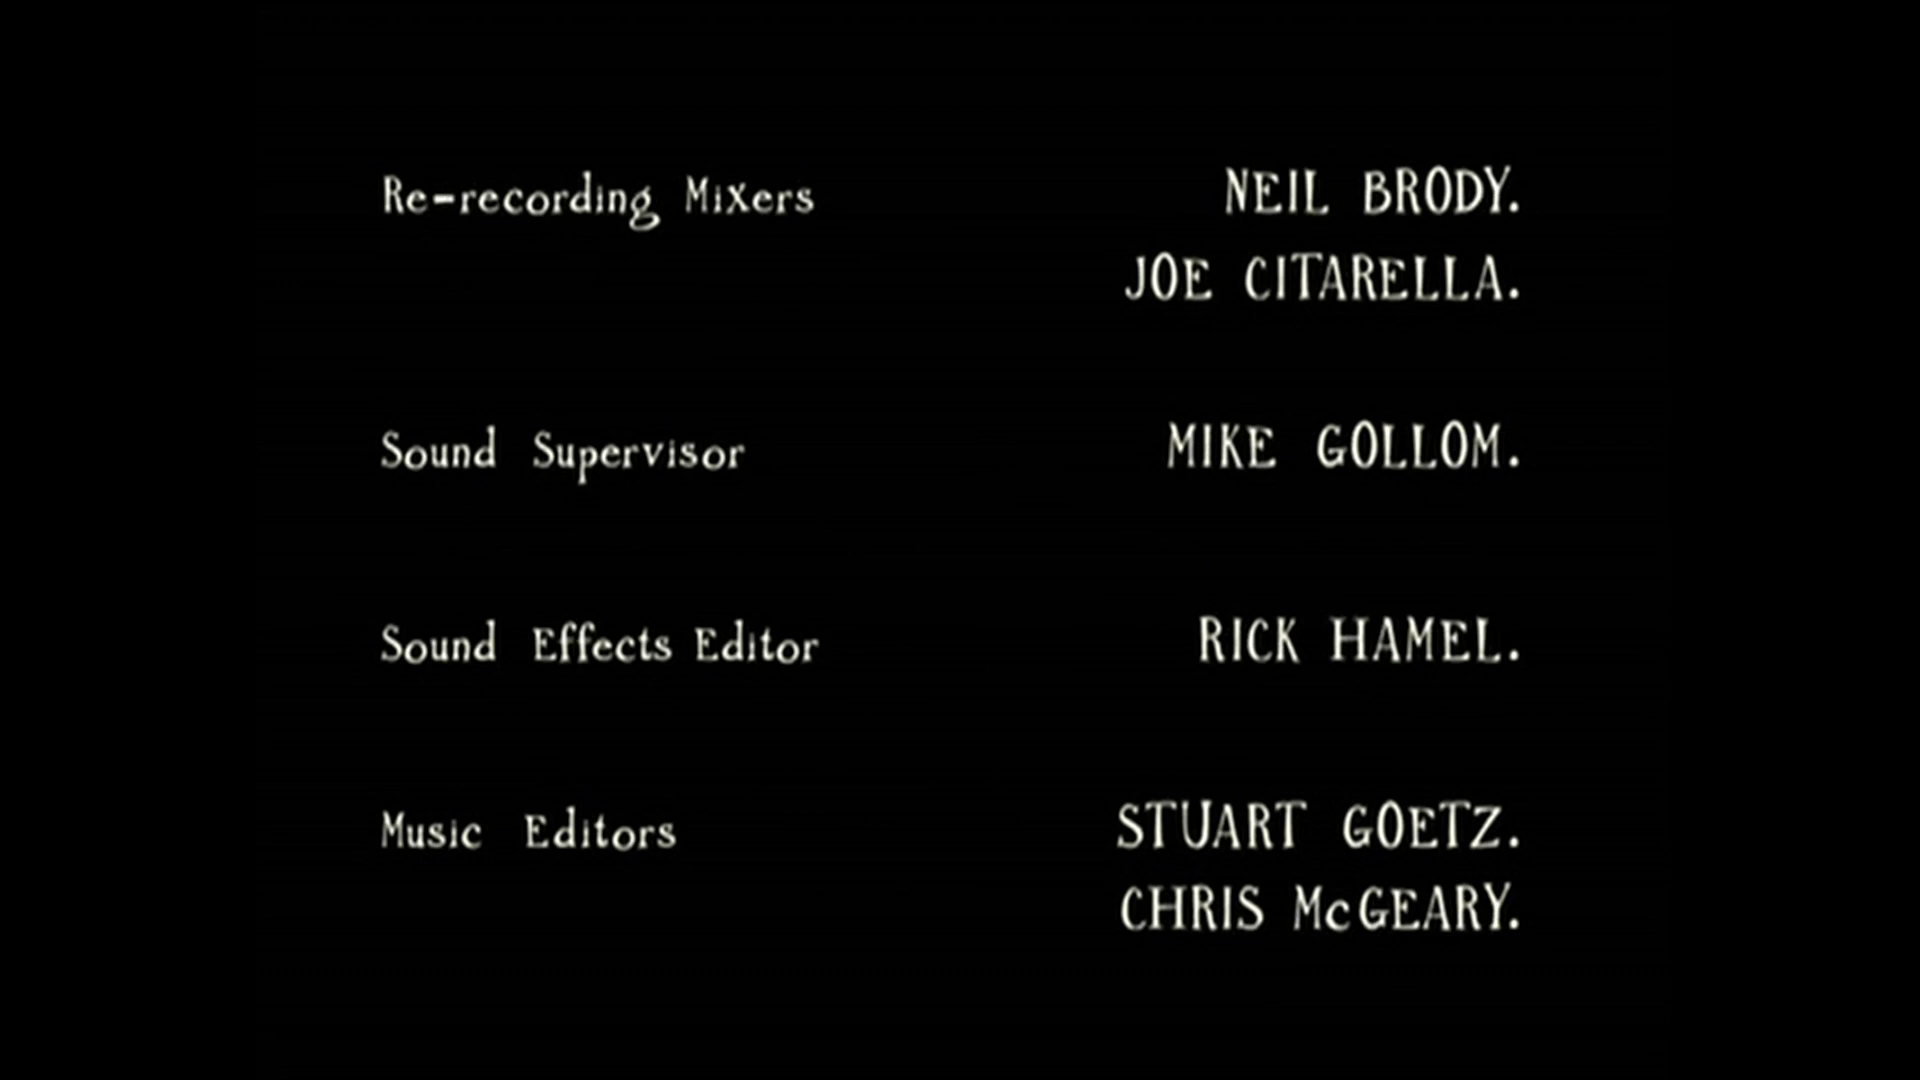 Re-recording Mixers NEIL BRODY.
JOE CITARELLA.
Sound Supervisor MIKE GOLLOM.
Sound Effects Editor RICK HAMEL.
Music Editors STUART GOETZ.
CHRIS McGEARY.